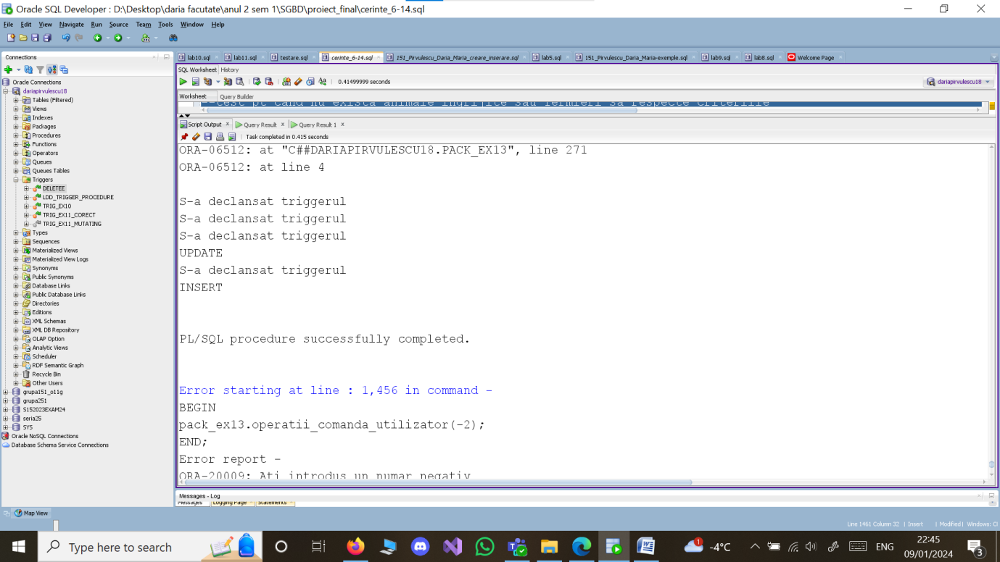 Oracle SQL Developer : D:\Desktop\daria facutate\anul 2 sem 1\SGBD\proiect_final\cerinte_6-14.sql
File Edit View Navigate Run Source Team Tools Window Help
Connections
lab10.sql lab11.sql testare.sql cerinte_6-14.sql 151_Pirvulescu_Daria_Maria_creare_inserare.sql lab5.sql 151_Pirvulescu_Daria_Maria-exemple.sql lab9.sql lab8.sql Welcome Page
SQL Worksheet History
0.41499999 seconds
dariapirvulescu18
Worksheet Query Builder
--test pt cand nu exista animale ingrijite sau fermieri sa respecte criteriile
Script Output Query Result Query Result 1
Task completed in 0.415 seconds
Oracle Connections
dariapirvulescu18
Tables (Filtered)
Views
Indexes
Packages
Procedures
Functions
Operators
Queues
Queues Tables
Triggers
DELETEE
LDD_TRIGGER_PROCEDURE
TRIG_EX10
TRIG_EX11_CORECT
TRIG_EX11_MUTATING
Types
Sequences
Materialized Views
Materialized View Logs
Synonyms
Public Synonyms
Database Links
Public Database Links
Directories
Editions
XML Schemas
XML DB Repository
OLAP Option
Analytic Views
Scheduler
RDF Semantic Graph
Recycle Bin
Other Users
grupa151_o11g
grupa251
S152023EXAM24
seria25
SYS
Oracle NoSQL Connections
Database Schema Service Connections
ORA-06512: at "C##DARIAPIRVULESCU18.PACK_EX13", line 271
ORA-06512: at line 4
S-a declansat triggerul
S-a declansat triggerul
S-a declansat triggerul
UPDATE
S-a declansat triggerul
INSERT
PL/SQL procedure successfully completed.
Error starting at line : 1,456 in command -
BEGIN
pack_ex13.operatii_comanda_utilizator(-2);
END;
Error report -
ORA-20009: Ati introdus un numar negativ
Messages - Log
Messages Logging Page Statements
Map View
Line 1461 Column 32 | Insert | Modified | Windows: C
Type here to search
1
-4°C
ENG
22:45
09/01/2024
3